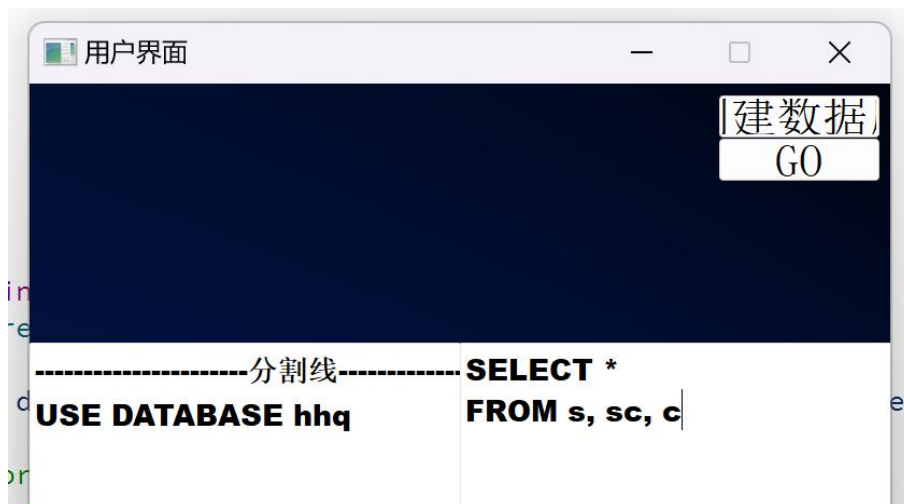 用户界面
建数据
GO
----------------------分割线-------------
USE DATABASE hhq
SELECT *
FROM s, sc, c